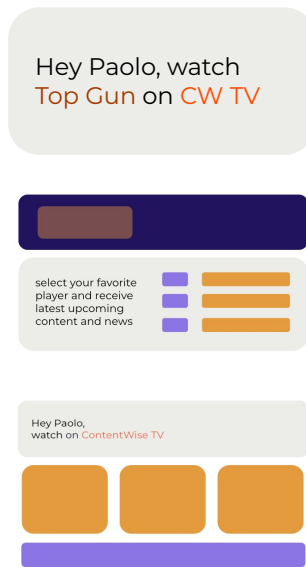 Hey Paolo, watch
Top Gun on CW TV
select your favorite
player and receive
latest upcoming
content and news
Hey Paolo,
watch on ContentWise TV